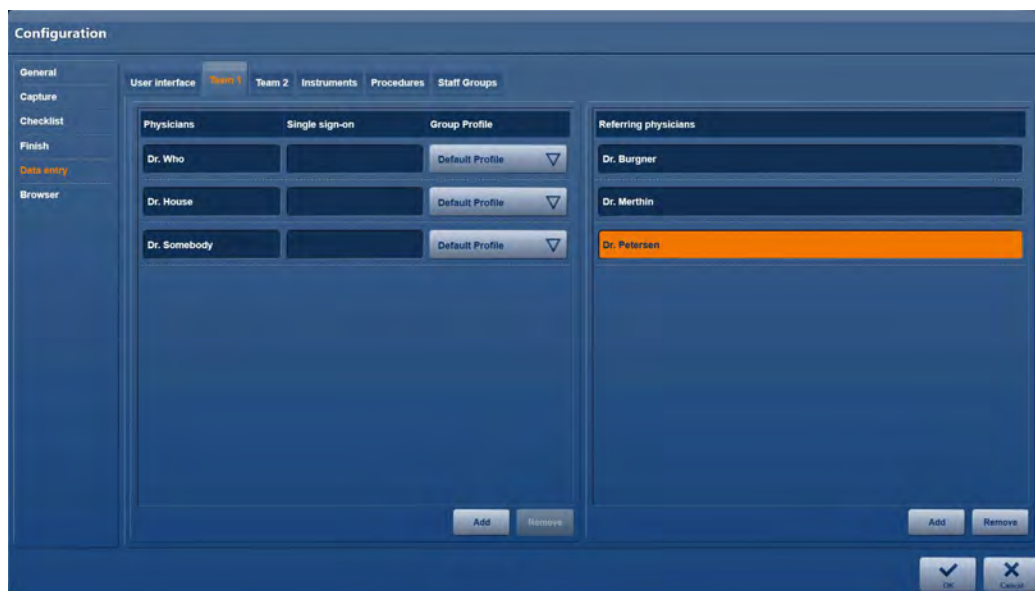 Configuration
General
Capture
Checklist
Finish
Data entry
Browser
User interface Team 1 Team 2 Instruments Procedures Staff Groups
Physicians Single sign-on Group Profile
Dr. Who Default Profile
Dr. House Default Profile
Dr. Somebody Default Profile
Add Remove
Referring physicians
Dr. Burgner
Dr. Merthin
Dr. Petersen
Add Remove
OK Cancel